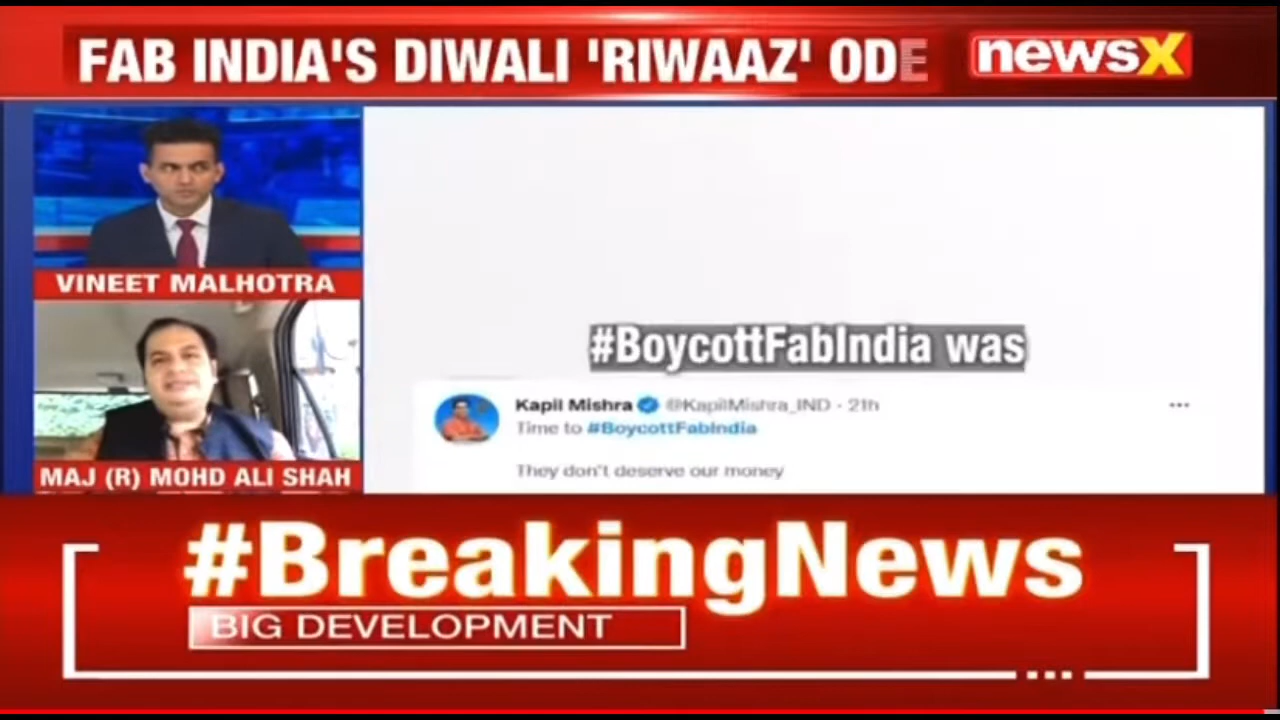 FAB INDIA'S DIWALI 'RIWAAZ' ODE
newsX
VINEET MALHOTRA
MAJ (R) MOHD ALI SHAH
#BoycottFabIndia was
Kapil Mishra @KapilMishra_IND · 21h
Time to #BoycottFabIndia
They don't deserve our money
#BreakingNews
BIG DEVELOPMENT